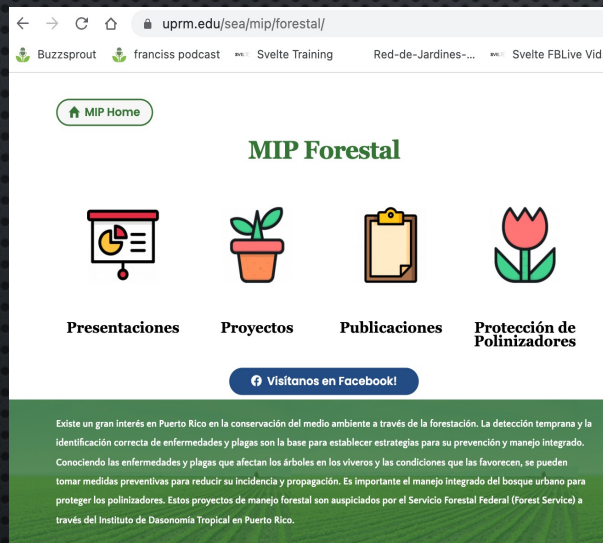 uprm.edu/sea/mip/forestal/
Buzzsprout franciss podcast Svelte Training Red-de-Jardines-... Svelte FBLive Vid
MIP Home
MIP Forestal
Presentaciones Proyectos Publicaciones Protección de
Polinizadores
Visítanos en Facebook!
Existe un gran interés en Puerto Rico en la conservación del medio ambiente a través de la forestación. La detección temprana y la
identificación correcta de enfermedades y plagas son la base para establecer estrategias para su prevención y manejo integrado.
Conociendo las enfermedades y plagas que afecten los árboles en los viveros y las condiciones que las favorecen, se pueden
tomar medidas preventivas para reducir su incidencia y propagación. Es importante el manejo integrado del bosque urbano para
proteger los polinizadores. Estos proyectos de manejo forestal son auspiciados por el Servicio Forestal Federal (Forest Service) a
través del Instituto de Dasonomía Tropical en Puerto Rico.